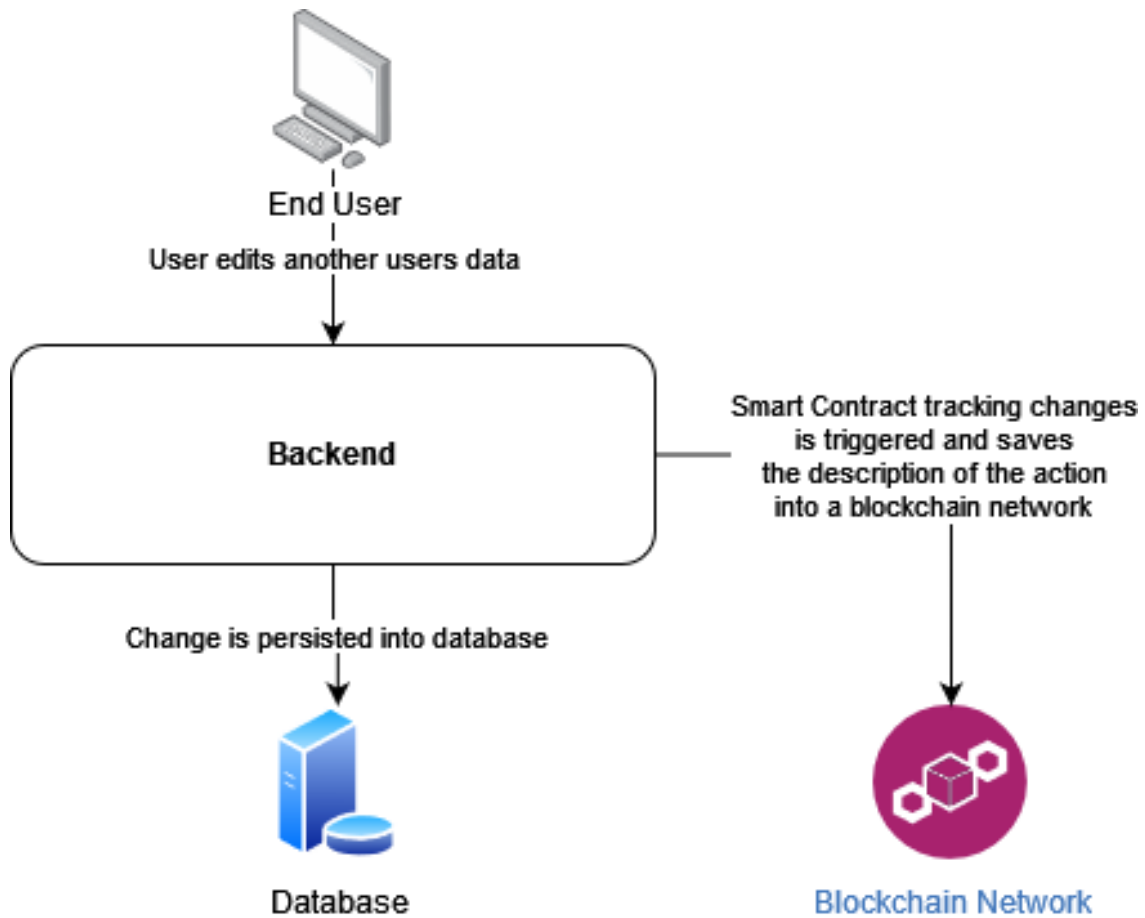 End User
User edits another users data
Backend
Smart Contract tracking changes
is triggered and saves
the description of the action
into a blockchain network
Change is persisted into database
Database
Blockchain Network